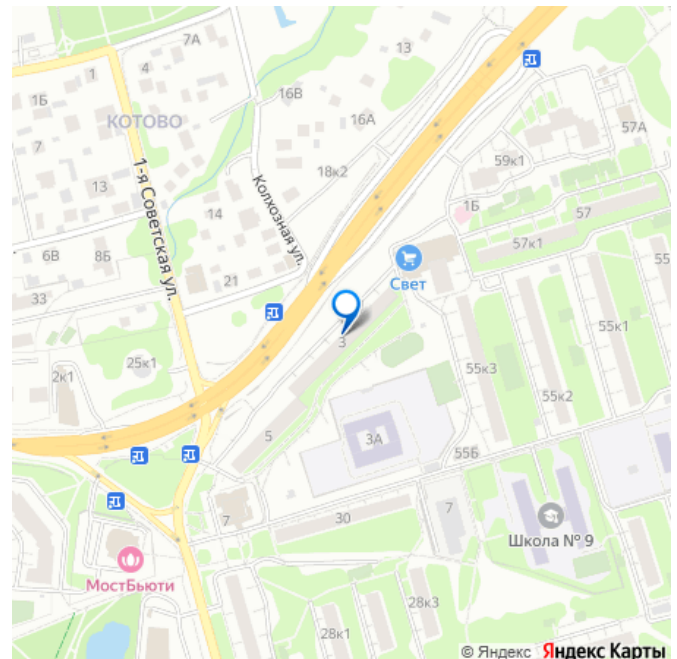 7А
13
1
4
1Б
16В
КОТОВО
16А
57А
7
59к1
18к2
13
1-я Советская ул.
Колхозная ул.
14
1Б
57
6В
8Б
57к1
21
Свет
55
33
3
55к1
25к1
55к3
2к1
55к2
5
3А
55Б
7
30
7
Школа № 9
МостБьюти
28к3
28к1
© Яндекс Яндекс Карты